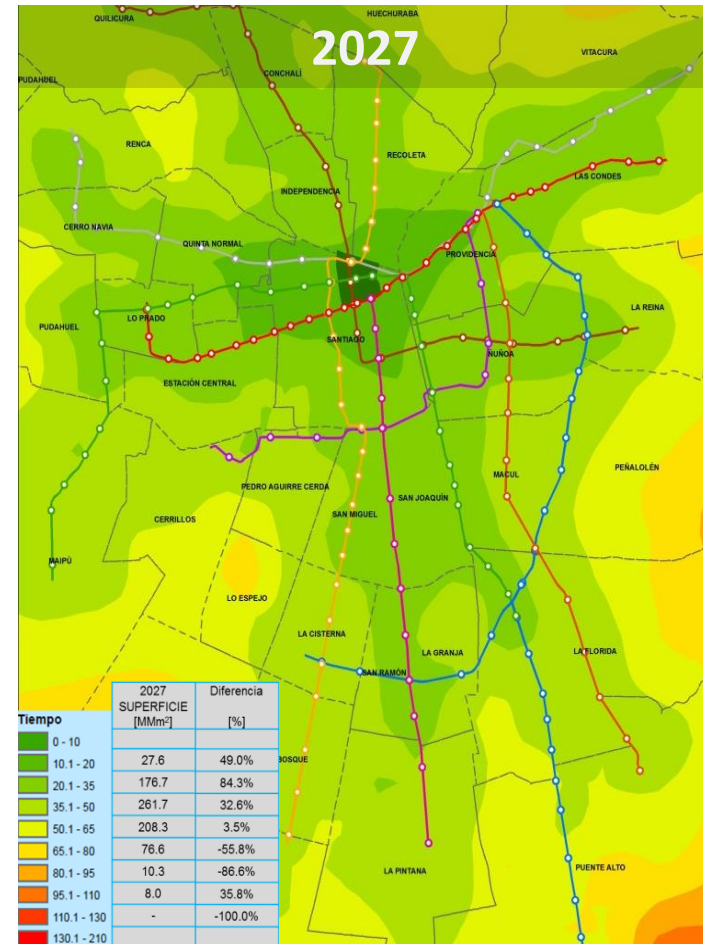 QUILICURA
HUECHURABA
2027
VITACURA
PUDAHUEL
CONCHALÍ
RENCA
RECOLETA
LAS CONDES
INDEPENDENCIA
CERRO NAVIA
QUINTA NORMAL
PROVIDENCIA
LA REINA
PUDAHUEL
LO PRADO
SANTIAGO
ÑUÑOA
ESTACIÓN CENTRAL
PEÑALOLÉN
MACUL
PEDRO AGUIRRE CERDA
SAN JOAQUÍN
CERRILLOS
SAN MIGUEL
MAIPÚ
LO ESPEJO
LA CISTERNA
LA GRANJA
LA FLORIDA
SAN RAMÓN
BOSQUE
LA PINTANA
PUENTE ALTO
Tiempo
2027 Diferencia
SUPERFICIE
[MMm²] [%]
0 - 10
10.1 - 20 27.6 49.0%
20.1 - 35 176.7 84.3%
35.1 - 50 261.7 32.6%
50.1 - 65 208.3 3.5%
65.1 - 80 76.6 -55.8%
80.1 - 95 10.3 -86.6%
95.1 - 110 8.0 35.8%
110.1 - 130 - -100.0%
130.1 - 210